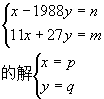 {x-1988y=n
{11x+27y=m
的解{x=p
{y=q